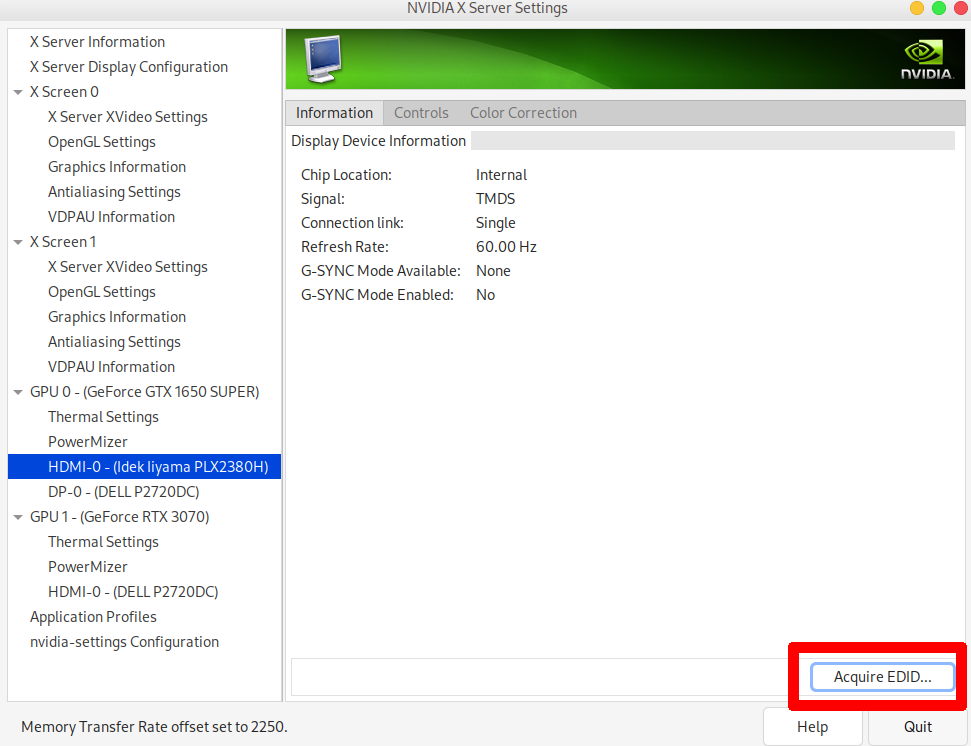 NVIDIA X Server Settings
X Server Information
X Server Display Configuration
X Screen 0
X Server XVideo Settings
OpenGL Settings
Graphics Information
Antialiasing Settings
VDPAU Information
X Screen 1
X Server XVideo Settings
OpenGL Settings
Graphics Information
Antialiasing Settings
VDPAU Information
GPU 0 - (GeForce GTX 1650 SUPER)
Thermal Settings
PowerMizer
HDMI-0 - (Idek Iiyama PLX2380H)
DP-0 - (DELL P2720DC)
GPU 1 - (GeForce RTX 3070)
Thermal Settings
PowerMizer
HDMI-0 - (DELL P2720DC)
Application Profiles
nvidia-settings Configuration
NVIDIA.
Information Controls Color Correction
Display Device Information
Chip Location: Internal
Signal: TMDS
Connection link: Single
Refresh Rate: 60.00 Hz
G-SYNC Mode Available: None
G-SYNC Mode Enabled: No
Acquire EDID...
Memory Transfer Rate offset set to 2250.
Help Quit